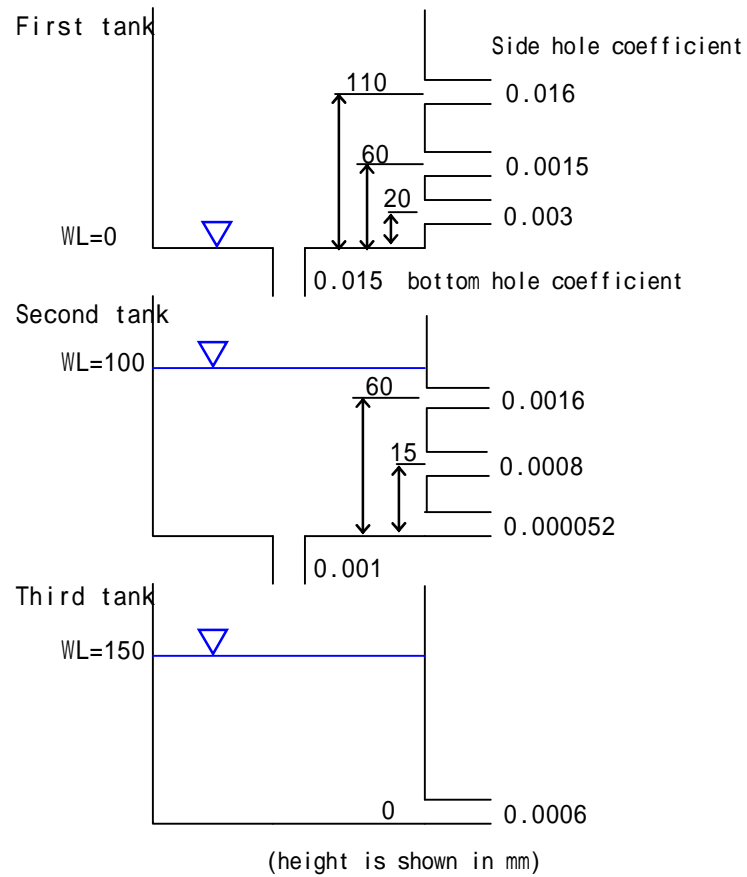 First tank
Side hole coefficient
110
0.016
60
0.0015
20
0.003
WL=0
0.015 bottom hole coefficient
Second tank
WL=100
60
0.0016
15
0.0008
0.000052
0.001
Third tank
WL=150
0
0.0006
(height is shown in mm)